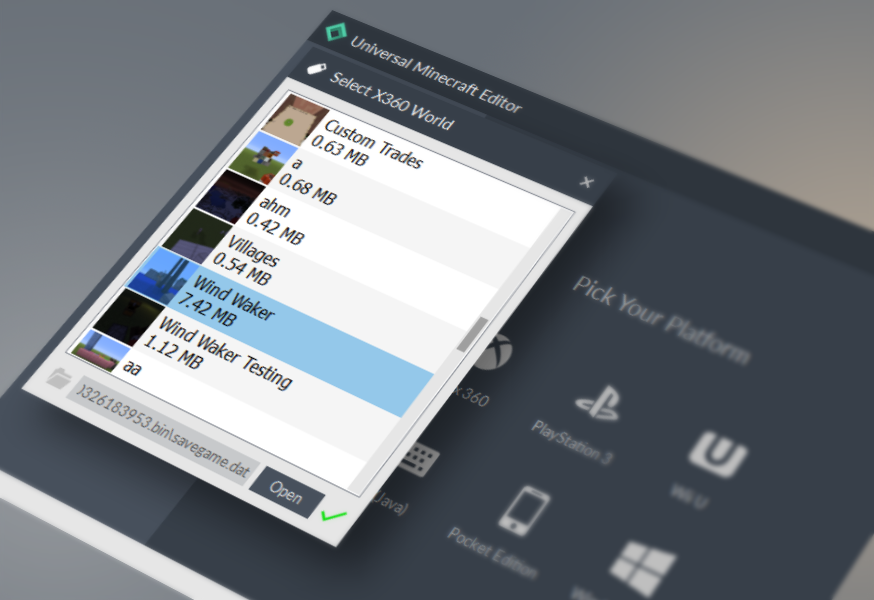 Universal Minecraft Editor
Select X360 World
Custom Trades
0.63 MB
a
0.68 MB
ahm
0.42 MB
Villages
0.54 MB
Wind Waker
7.42 MB
Wind Waker Testing
1.12 MB
aa
)326183953.bin\savegame.dat
Open
Pick Your Platform
x 360
PlayStation 3
Wii U
Java)
Pocket Edition